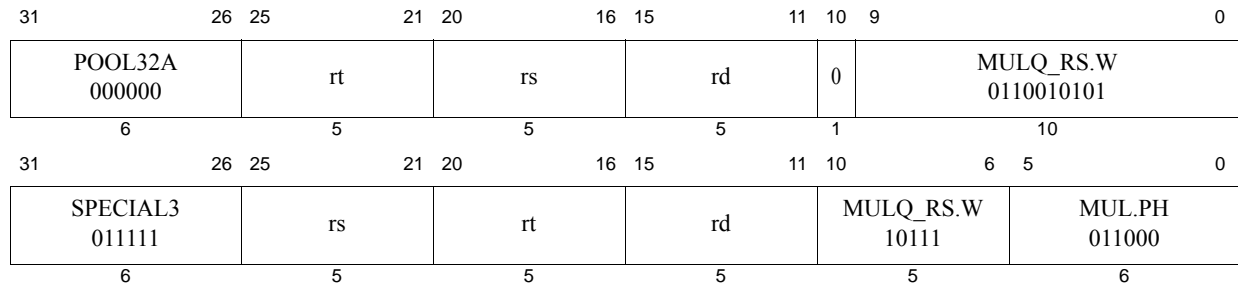 31 26 25 21 20 16 15 11 10 9 0
POOL32A rt rs rd 0 MULQ_RS.W
000000 0110010101
6 5 5 5 1 10
31 26 25 21 20 16 15 11 10 6 5 0
SPECIAL3 rs rt rd MULQ_RS.W MUL.PH
011111 10111 011000
6 5 5 5 5 6